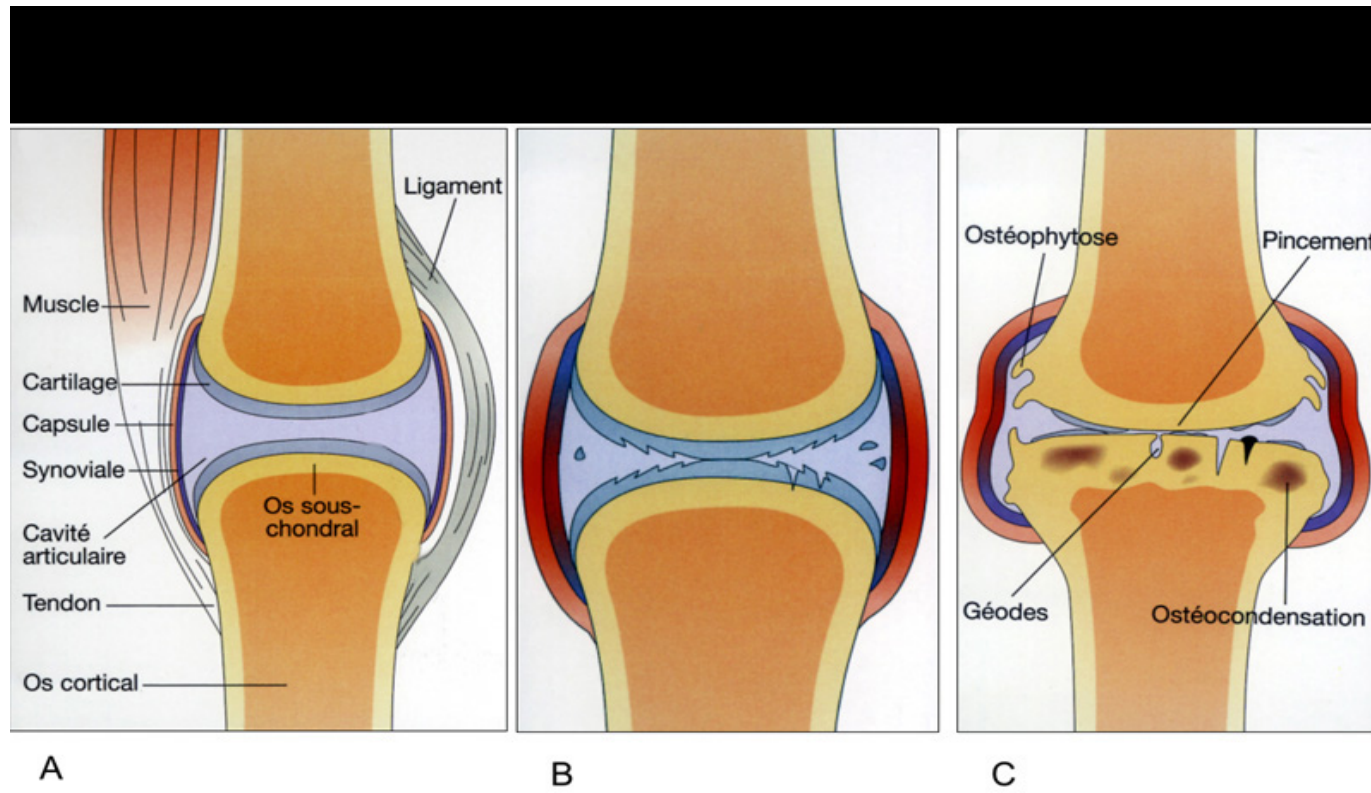 Ligament
Muscle
Cartilage
Capsule
Synoviale
Os sous-
chondral
Cavité
articulaire
Tendon
Os cortical
Ostéophytose
Pincement
Géodes
Ostéocondensation
A
B
C